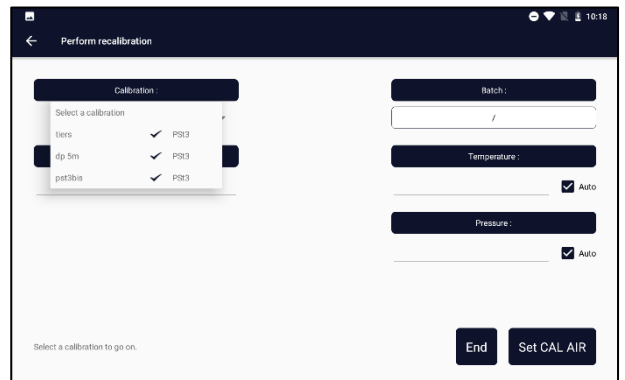 10:18
Perform recalibration
Calibration :
Select a calibration
tiers PSt3
dp 5m PSt3
pst3bis PSt3
Batch :
/
Temperature :
Auto
Pressure :
Auto
Select a calibration to go on.
End
Set CAL AIR